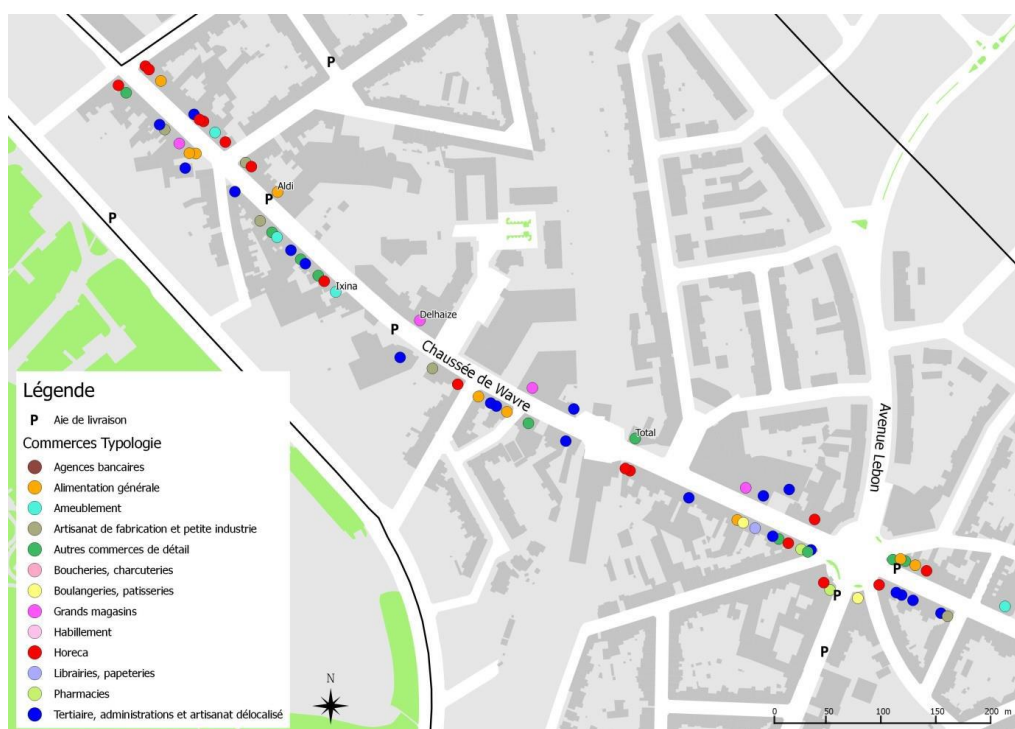 P
P
Aldi
P
Ixina
Delhaize
P
Chaussée de Wavre
Total
Avenue Lebon
P
P
P
Légende
P Aie de livraison
Commerces Typologie
Agences bancaires
Alimentation générale
Ameublement
Artisanat de fabrication et petite industrie
Autres commerces de détail
Boucheries, charcuteries
Boulangeries, patisseries
Grands magasins
Habillement
Horeca
Librairies, papeteries
Pharmacies
Tertiaire, administrations et artisanat délocalisé
N
0 50 100 150 200 m